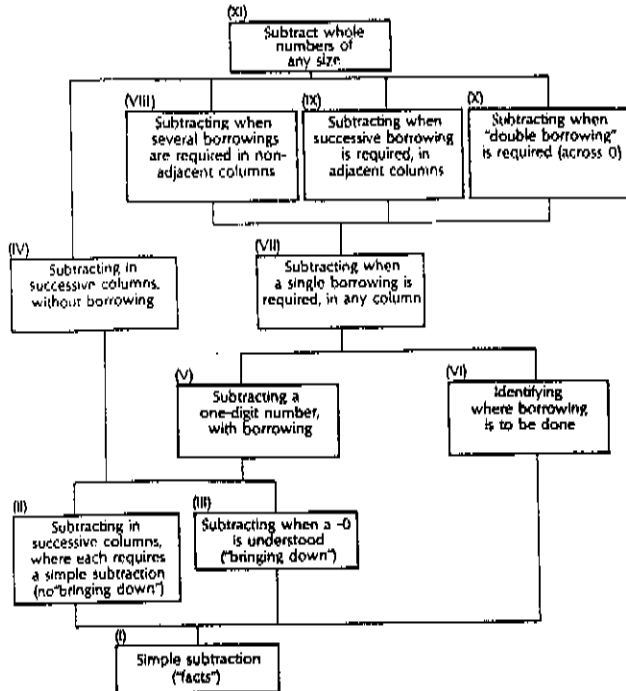 (XI)
Subtract whole
numbers of
any size
(VIII)
Subtracting when
several borrowings
are required in non-
adjacent columns
(IX)
Subtracting when
successive borrowing
is required, in
adjacent columns
(X)
Subtracting when
"double borrowing"
is required (across 0)
(IV)
Subtracting in
successive columns,
without borrowing
(VII)
Subtracting when
a single borrowing is
required, in any column
(V)
Subtracting a
one-digit number,
with borrowing
(VI)
Identifying
where borrowing
is to be done
(II)
Subtracting in
successive columns,
where each requires
a simple subtraction
(no"bringing down")
(III)
Subtracting when a -0
is understood
("bringing down")
(I)
Simple subtraction
("facts")